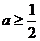 a ≥ 1/2